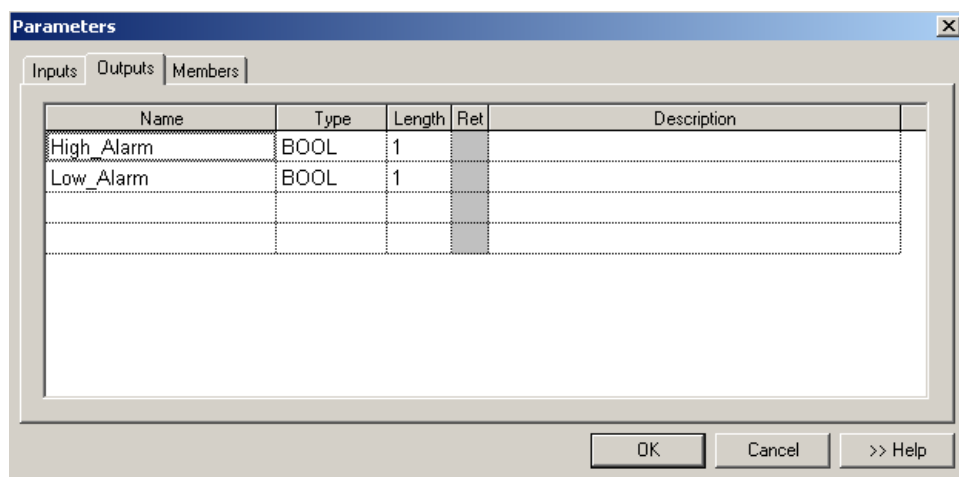 Parameters
Inputs Outputs Members
Name Type Length Ret Description
High_Alarm BOOL 1
Low_Alarm BOOL 1
OK Cancel >> Help